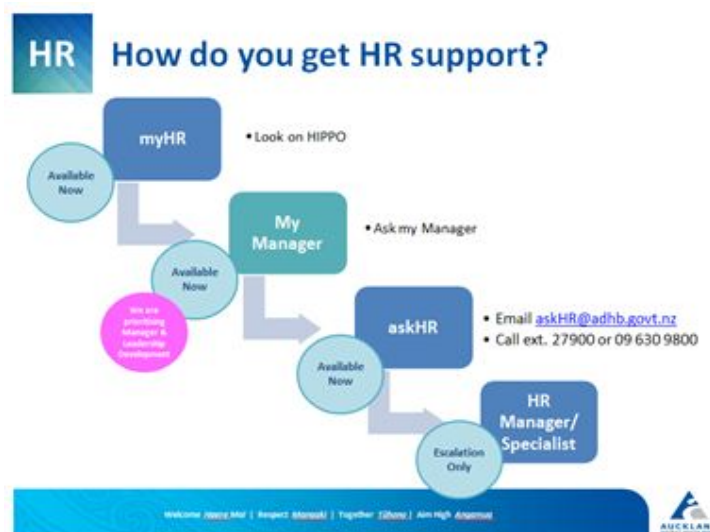 HR
How do you get HR support?
myHR
• Look on HIPPO
Available
Now
My
Manager
• Ask my Manager
Available
Now
We are
prioritising
Manager &
Leadership
Development
askHR
• Email askHR@adhb.govt.nz
• Call ext. 27900 or 09 630 9800
Available
Now
HR
Manager/
Specialist
Escalation
Only
Welcome Haere Mai | Respect Manaaki | Together Tūhono | Aim High Angamua
AUCKLAN